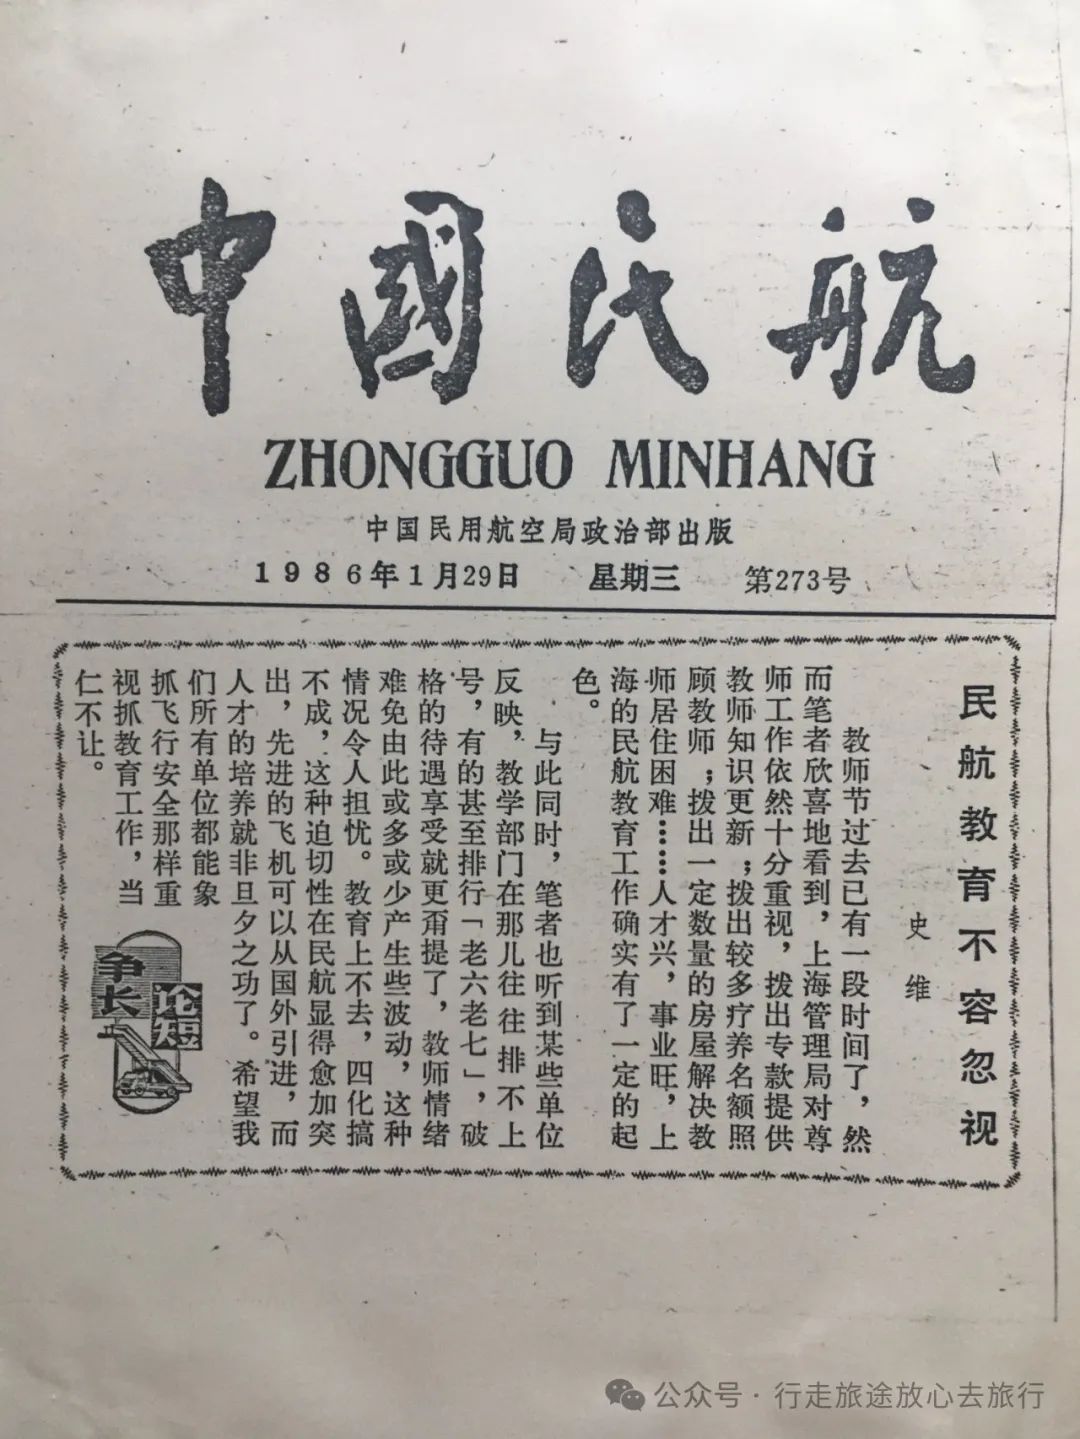 中國民航
ZHONGGUO MINHANG
中国民用航空局政治部出版
1986年1月29日 星期三 第273号
民航教育不容忽视
史维
教师节过去已有一段时间了，然
而笔者欣喜地看到，上海管理局对尊
师工作依然十分重视，拨出专款提供
教师知识更新；拨出较多疗养名额照
顾教师；拨出一定数量的房屋解决教
师居住困难……人才兴，事业旺，上
海的民航教育工作确实有了一定的起
色。
与此同时，笔者也听到某些单位
反映，教学部门在那儿往往排不上
号，有的甚至排行「老六老七」，破
格的待遇享受就更甭提了，教师情绪
难免由此或多或少产生些波动，这种
情况令人担忧。教育上不去，四化搞
不成，这种迫切性在民航显得愈加突
出，先进的飞机可以从国外引进，而
人才的培养就非旦夕之功了。希望我
们所有单位都能象
抓飞行安全那样重
视抓教育工作，当
仁不让。
争长
论短
公众号·行走旅途放心去旅行